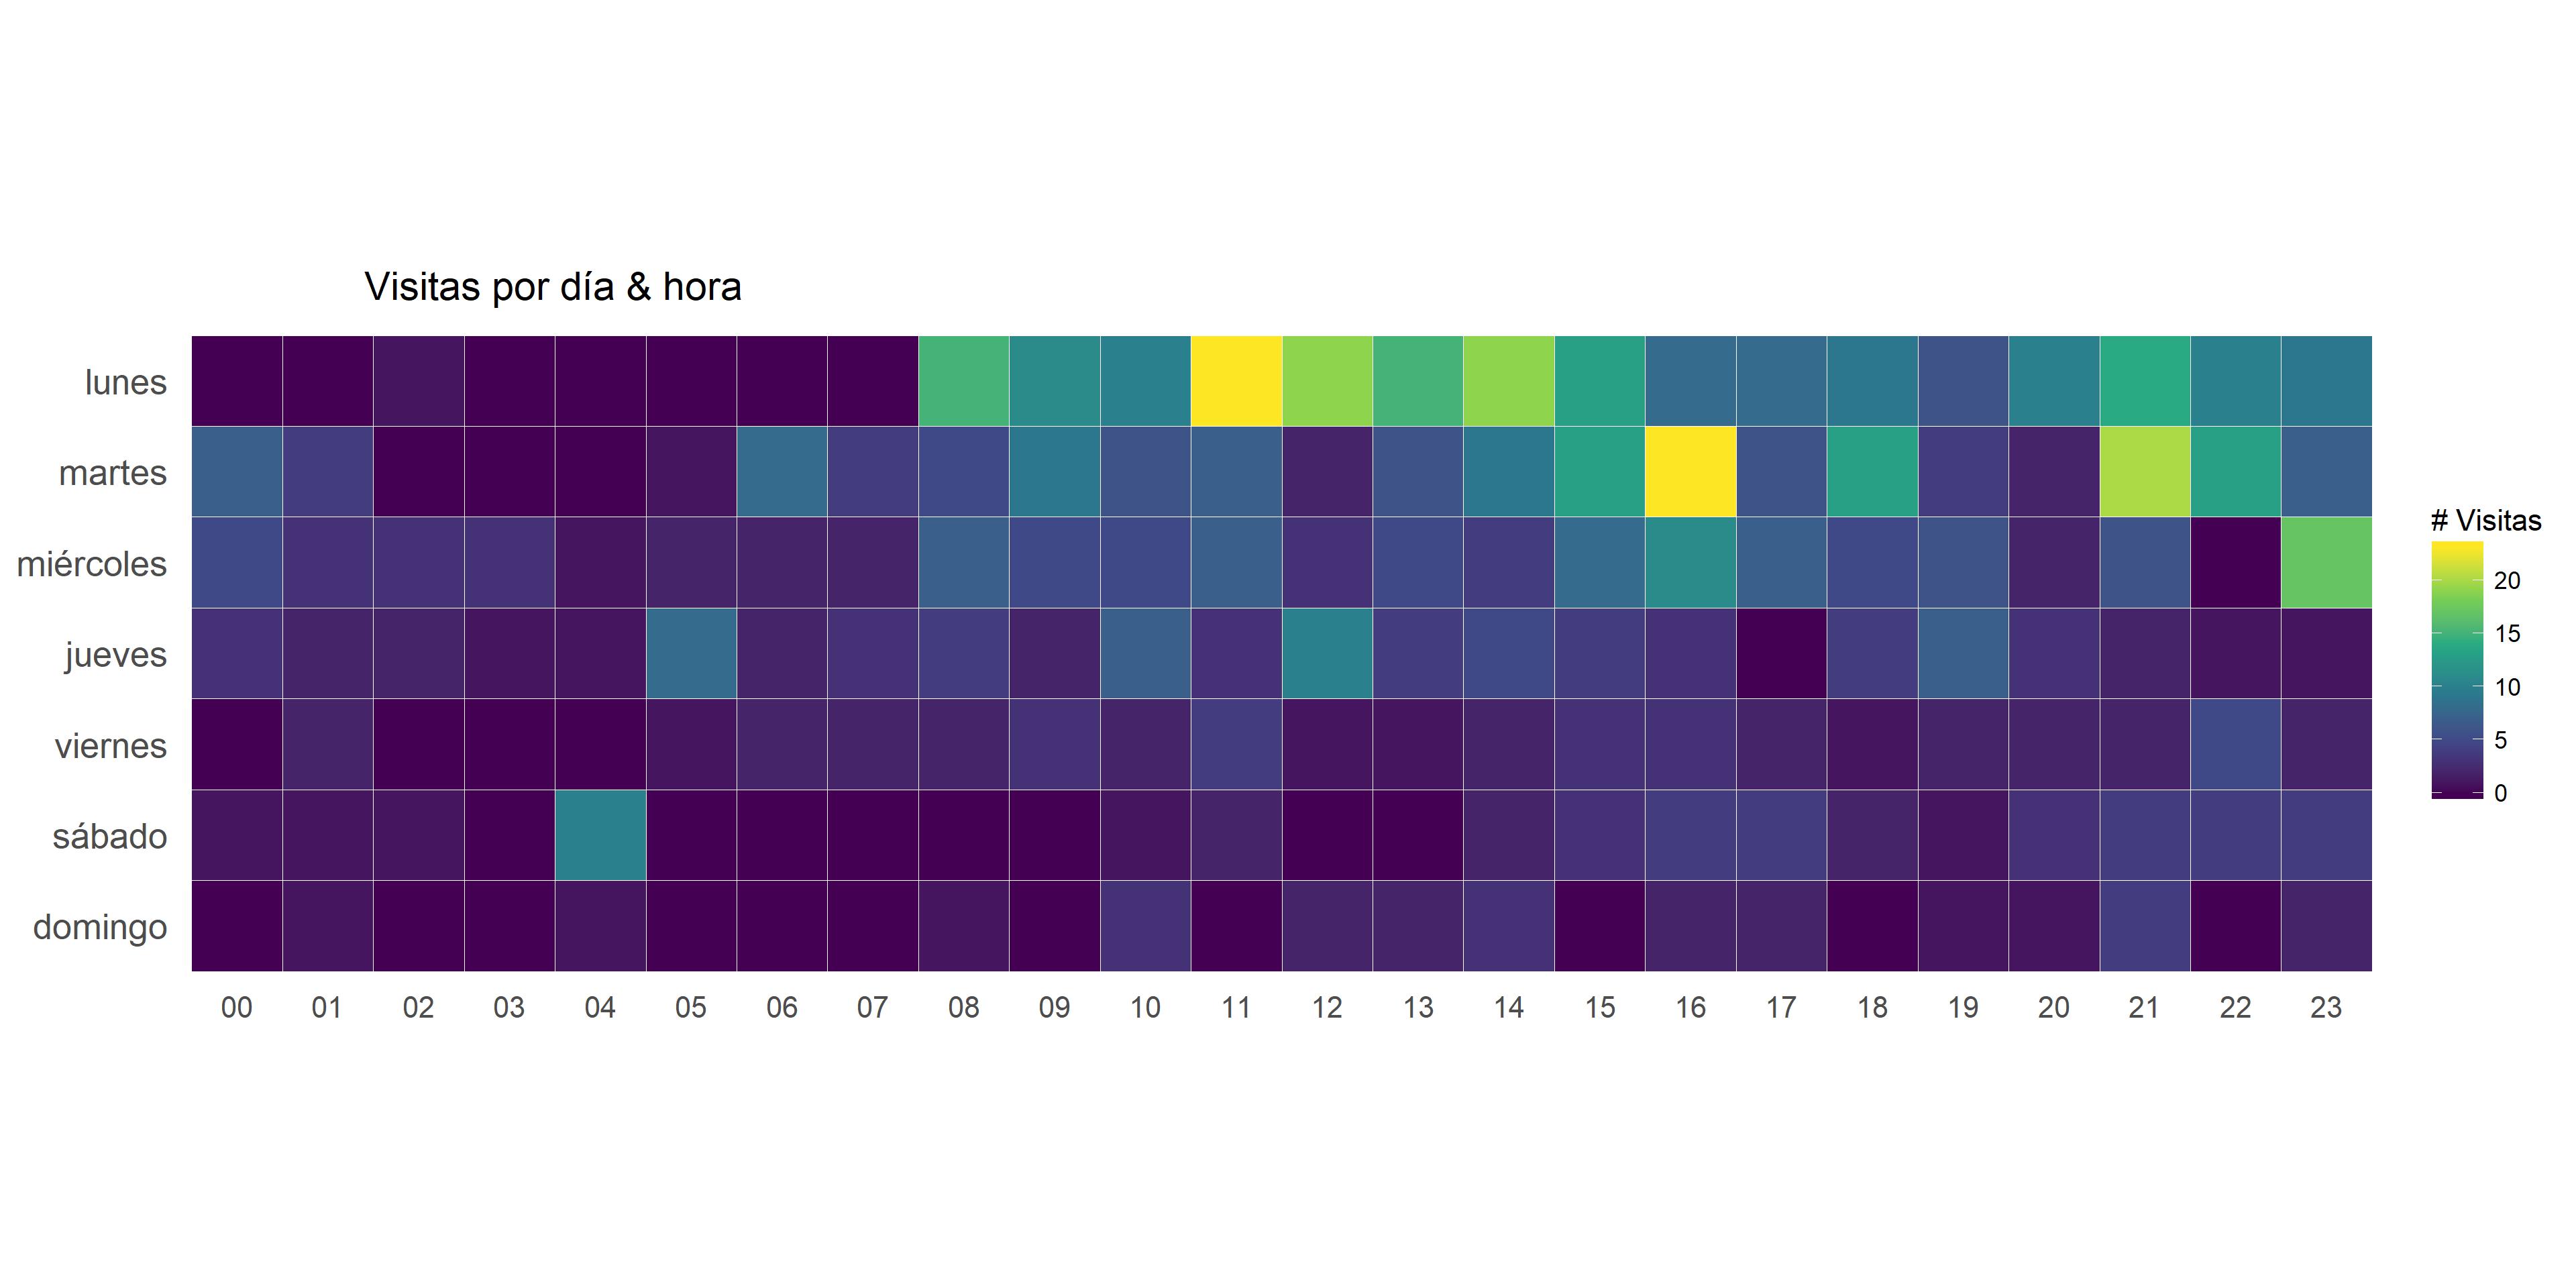 Visitas por día & hora
lunes
martes
miércoles
jueves
viernes
sábado
domingo
00 01 02 03 04 05 06 07 08 09 10 11 12 13 14 15 16 17 18 19 20 21 22 23
# Visitas
20
15
10
5
0